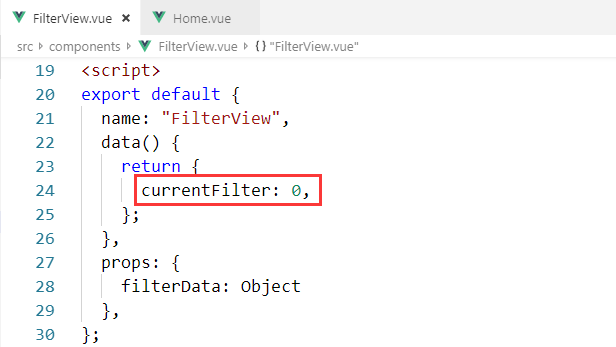 FilterView.vue × Home.vue
src > components > FilterView.vue > {} "FilterView.vue"
19 <script>
20 export default {
21 name: "FilterView",
22 data() {
23 return {
24 currentFilter: 0,
25 };
26 },
27 props: {
28 filterData: Object
29 },
30 };